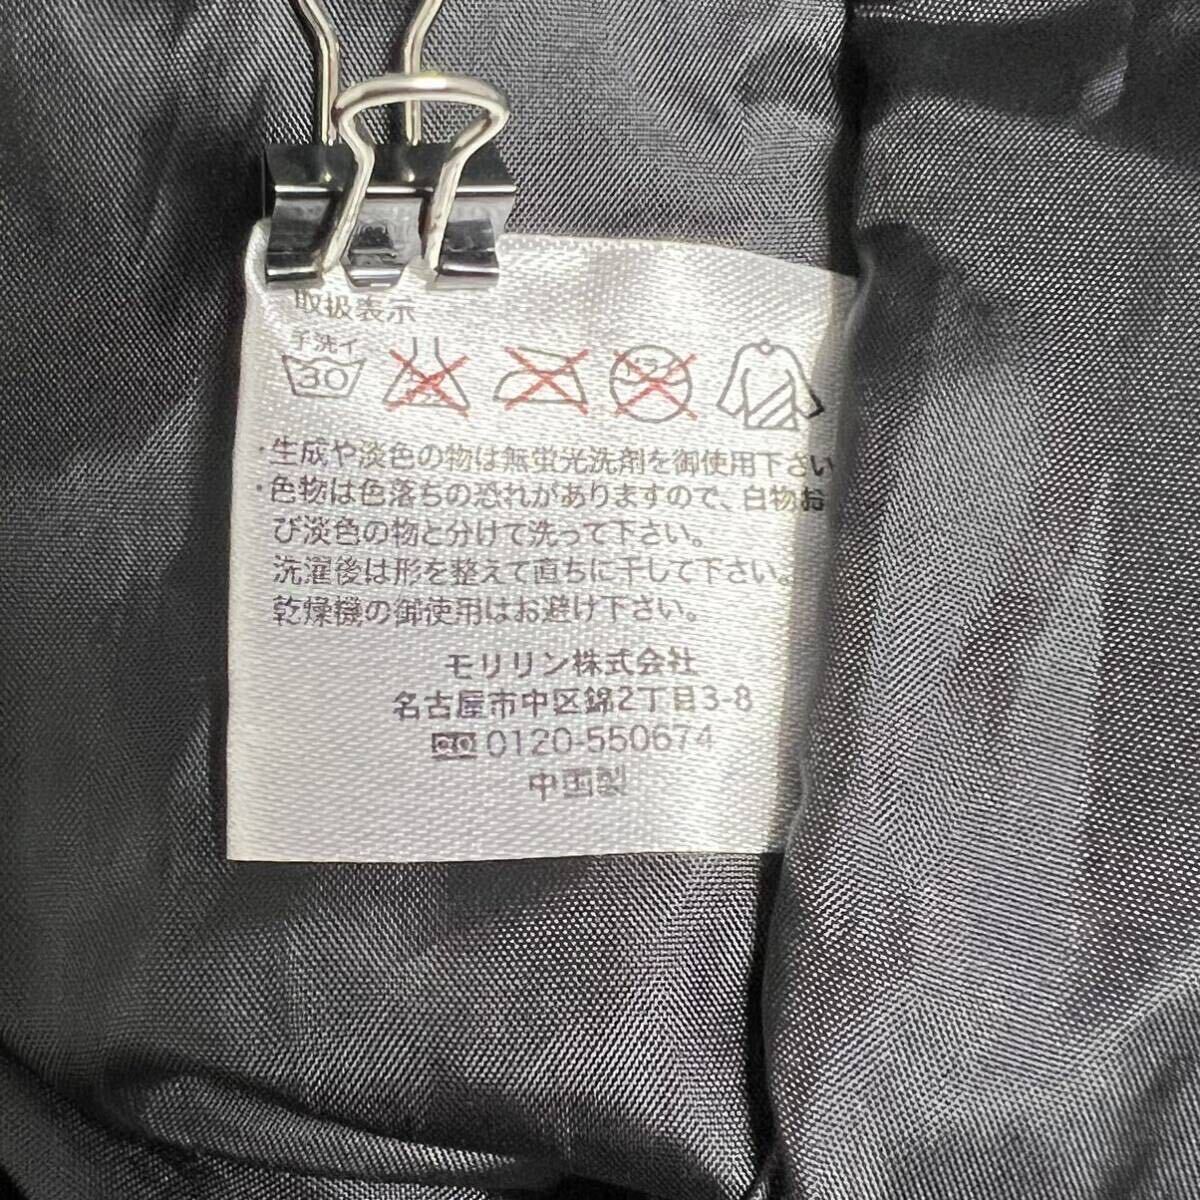 取扱表示
手洗イ
30
・生成や淡色の物は無蛍光洗剤を御使用下さい
・色物は色落ちの恐れがありますので、白物お
び淡色の物と分けて洗って下さい。
洗濯後は形を整えて直ちに干して下さい。
乾燥機の御使用はお避け下さい。
モリリン株式会社
名古屋市中区錦2丁目3-8
0120-550674
中国製